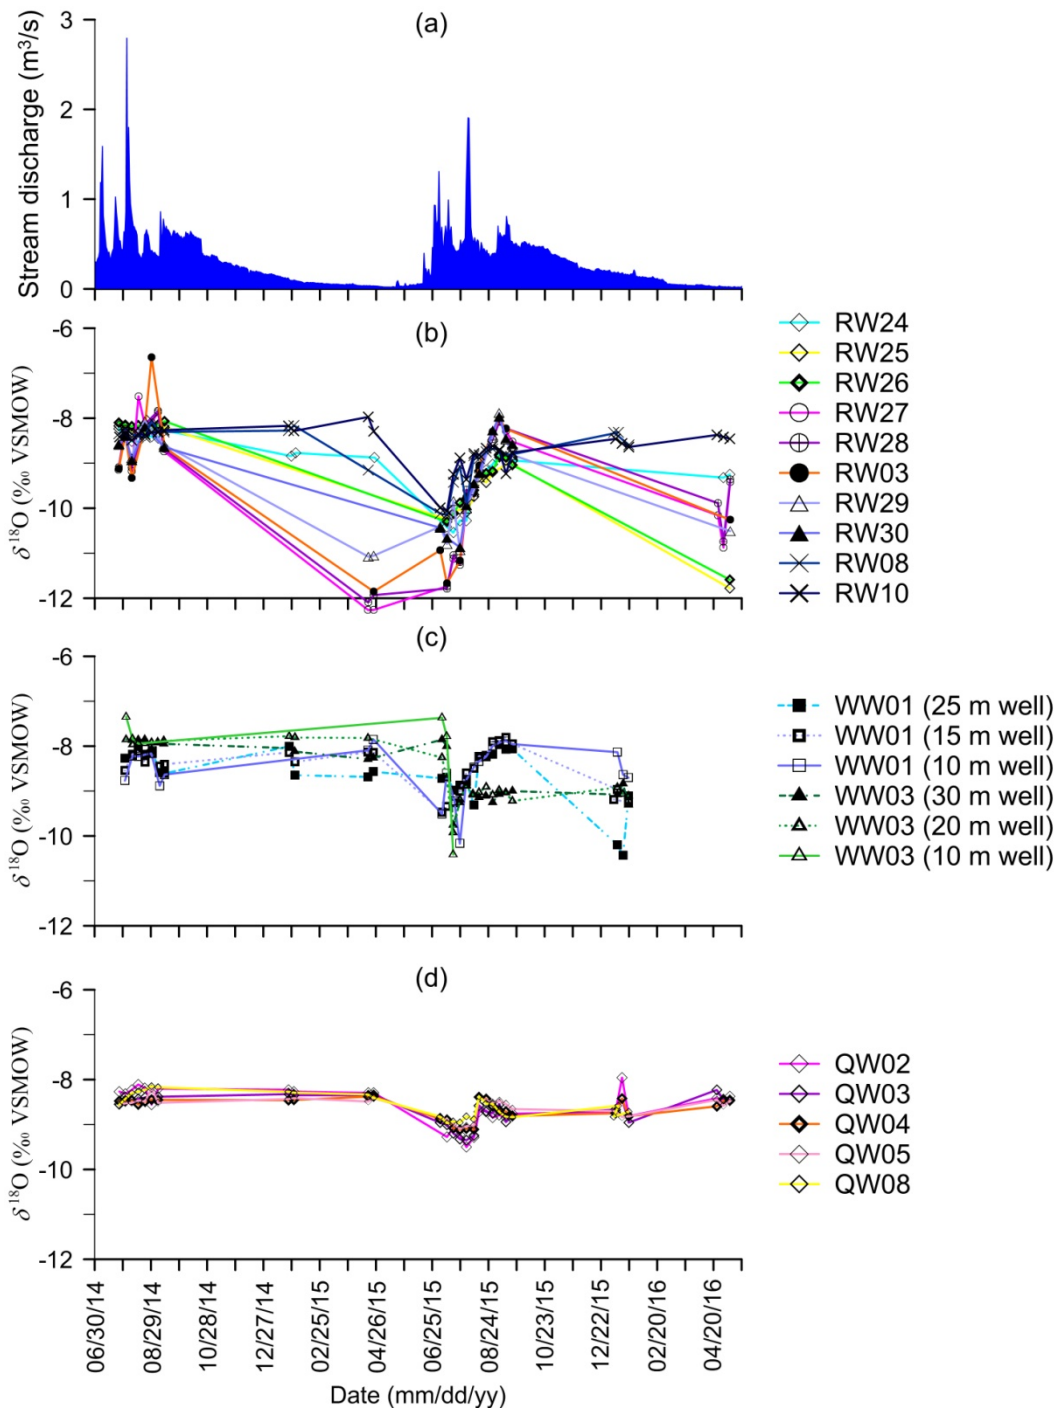 (a)
Stream discharge (m³/s)
3
2
1
0
(b)
δ¹⁸O (‰ VSMOW)
-6
-8
-10
-12
RW24
RW25
RW26
RW27
RW28
RW03
RW29
RW30
RW08
RW10
(c)
δ¹⁸O (‰ VSMOW)
-6
-8
-10
-12
WW01 (25 m well)
WW01 (15 m well)
WW01 (10 m well)
WW03 (30 m well)
WW03 (20 m well)
WW03 (10 m well)
(d)
δ¹⁸O (‰ VSMOW)
-6
-8
-10
-12
QW02
QW03
QW04
QW05
QW08
06/30/14
08/29/14
10/28/14
12/27/14
02/25/15
04/26/15
06/25/15
08/24/15
10/23/15
12/22/15
02/20/16
04/20/16
Date (mm/dd/yy)